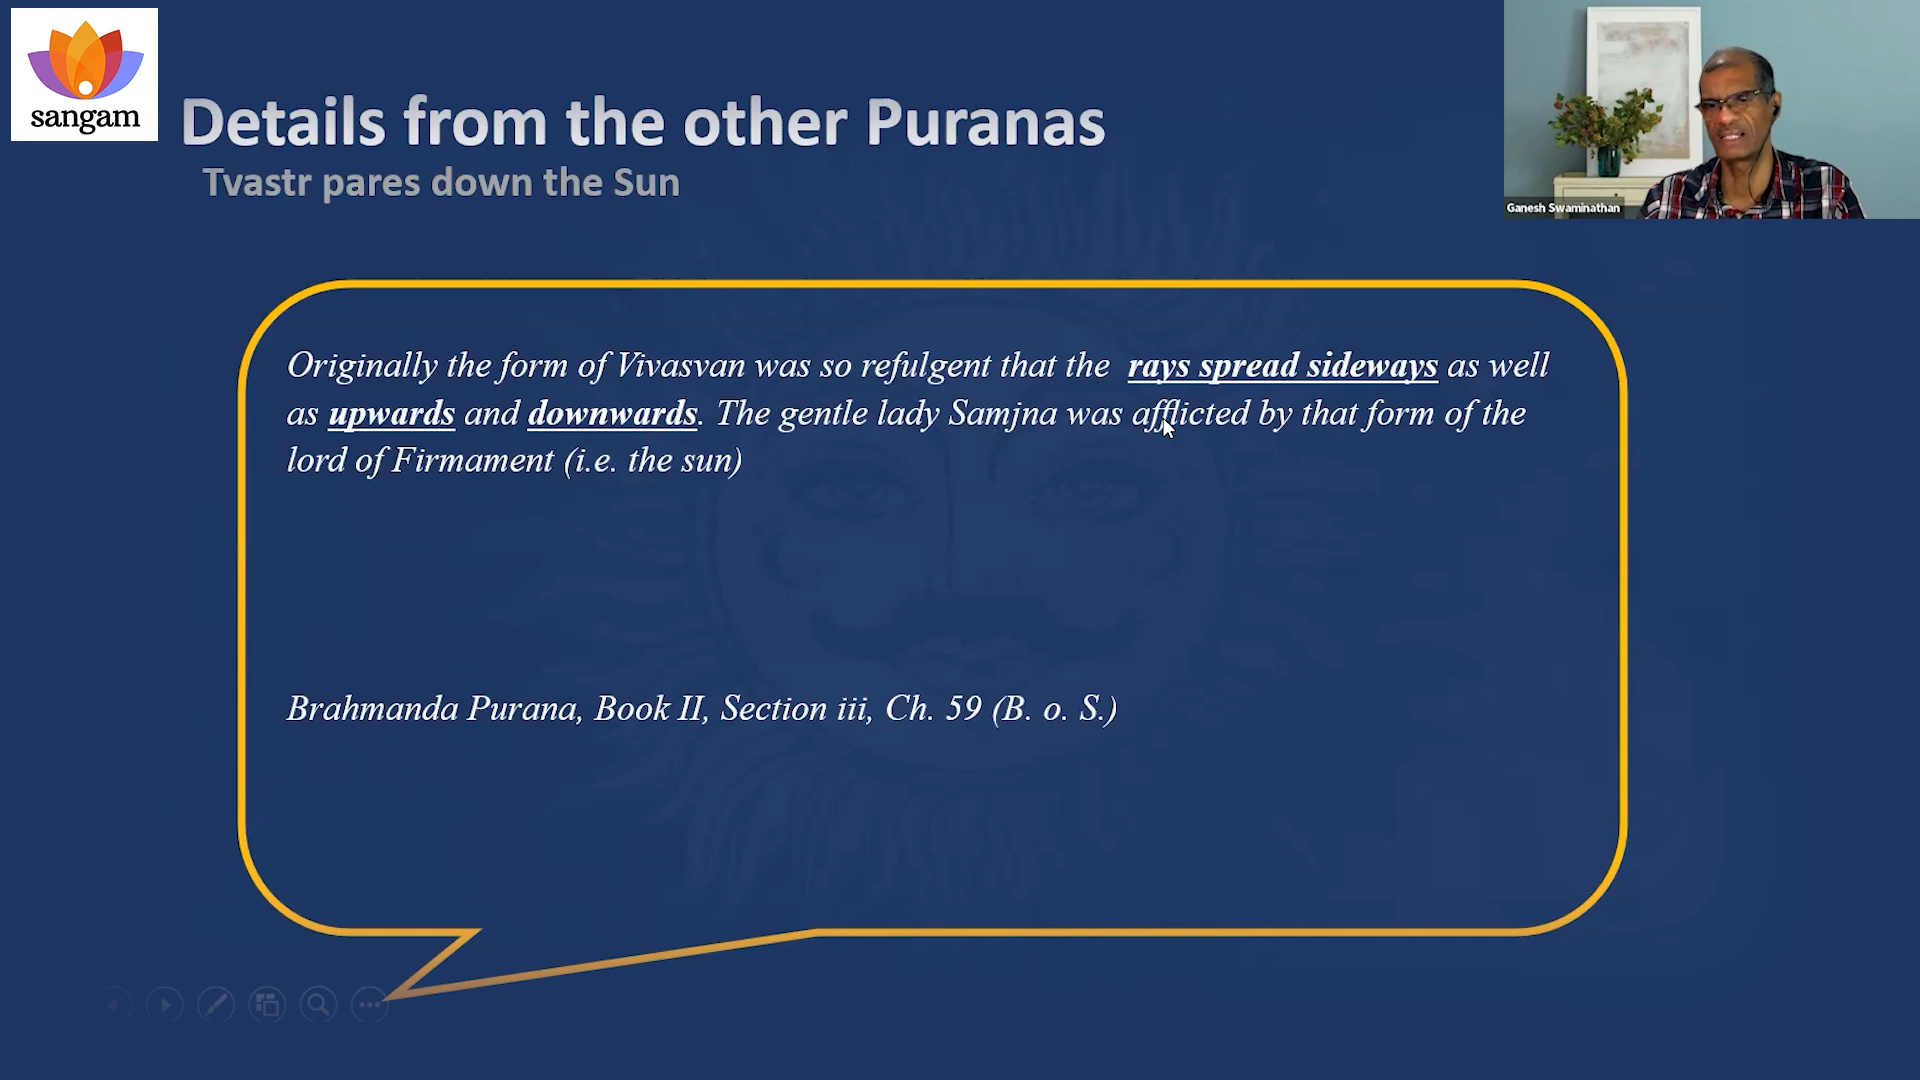 sangam
Details from the other Puranas
Tvastr pares down the Sun
Ganesh Swaminathan
Originally the form of Vivasvan was so refulgent that the rays spread sideways as well
as upwards and downwards. The gentle lady Samjna was afflicted by that form of the
lord of Firmament (i.e. the sun)
Brahmanda Purana, Book II, Section iii, Ch. 59 (B. o. S.)